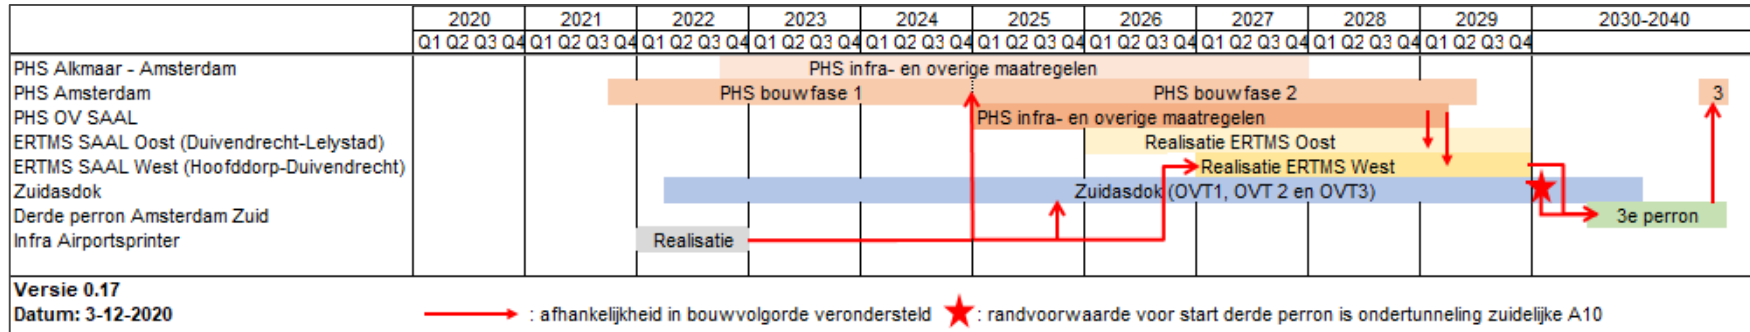 2020 2021 2022 2023 2024 2025 2026 2027 2028 2029 2030-2040
Q1 Q2 Q3 Q4 Q1 Q2 Q3 Q4 Q1 Q2 Q3 Q4 Q1 Q2 Q3 Q4 Q1 Q2 Q3 Q4 Q1 Q2 Q3 Q4 Q1 Q2 Q3 Q4 Q1 Q2 Q3 Q4 Q1 Q2 Q3 Q4 Q1 Q2 Q3 Q4
PHS Alkmaar - Amsterdam PHS infra- en overige maatregelen
PHS Amsterdam PHS bouwfase 1 PHS bouwfase 2 3
PHS OV SAAL PHS infra- en overige maatregelen
ERTMS SAAL Oost (Duivendrecht-Lelystad) Realisatie ERTMS Oost
ERTMS SAAL West (Hoofddorp-Duivendrecht) Realisatie ERTMS West
Zuidasdok Zuidasdok (OVT1, OVT 2 en OVT3)
Derde perron Amsterdam Zuid 3e perron
Infra Airportsprinter Realisatie
Versie 0.17
Datum: 3-12-2020 : afhankelijkheid in bouwvolgorde verondersteld : randvoorwaarde voor start derde perron is ondertunneling zuidelijke A10